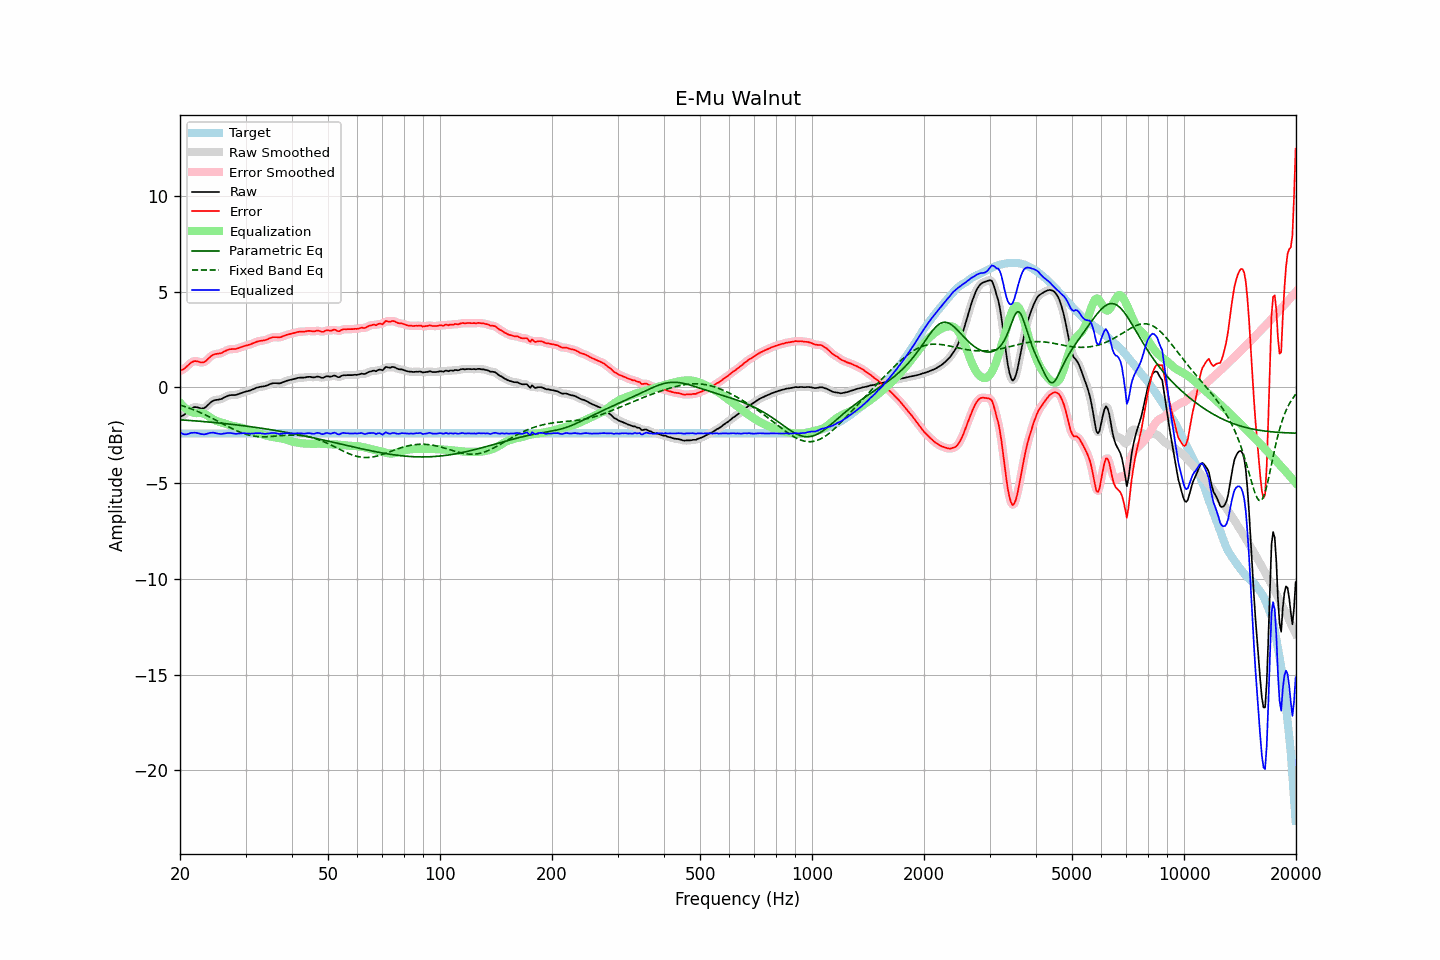 E-Mu Walnut
Target
Raw Smoothed
Error Smoothed
Raw
Error
Equalization
Parametric Eq
Fixed Band Eq
Equalized
10
5
0
−5
−10
−15
−20
Amplitude (dBr)
20 50 100 200 500 1000 2000 5000 10000 20000
Frequency (Hz)